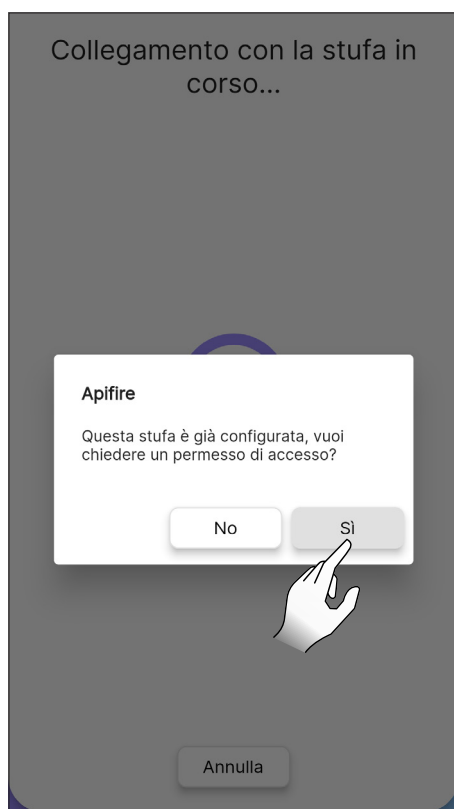 Collegamento con la stufa in
corso...
Apifire
Questa stufa è già configurata, vuoi
chiedere un permesso di accesso?
No
Sì
Annulla